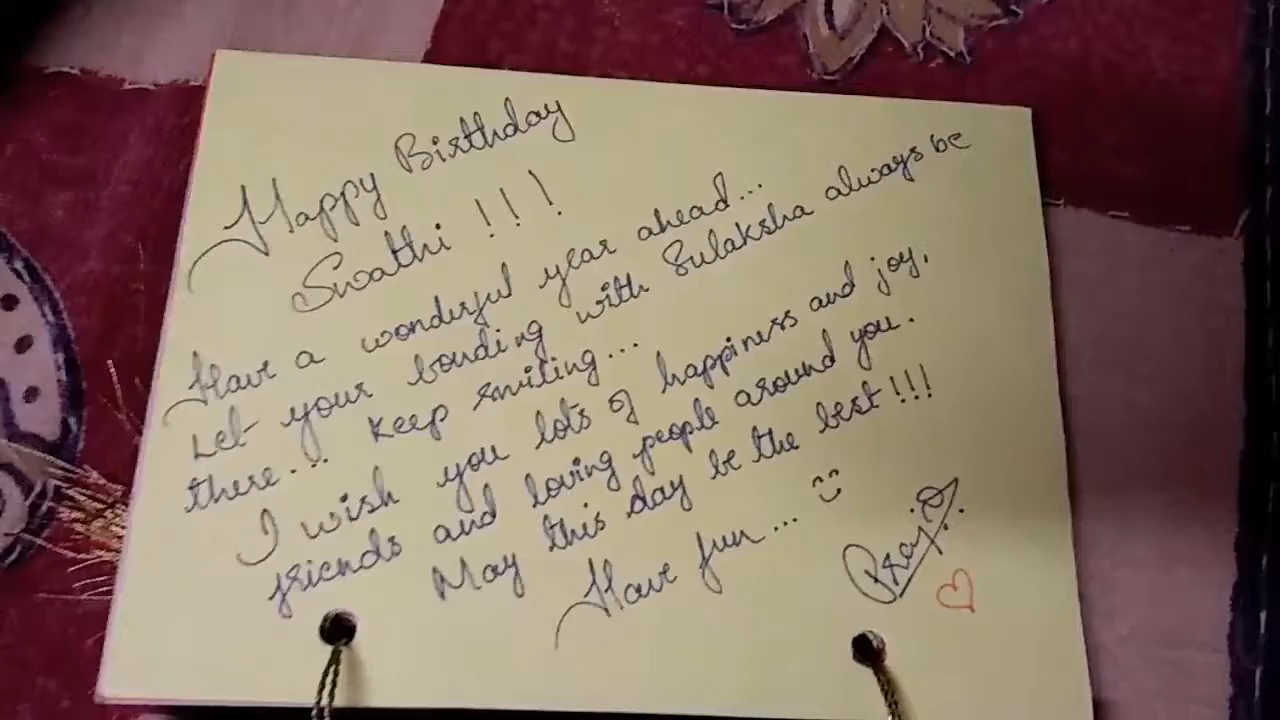 Happy Birthday
Swathi !!!
Have a wonderful year ahead...
Let your bonding with Sulaksha always be
there... Keep smiling...
I wish you lots of happiness and joy,
friends and loving people around you.
May this day be the best !!!
Have fun...